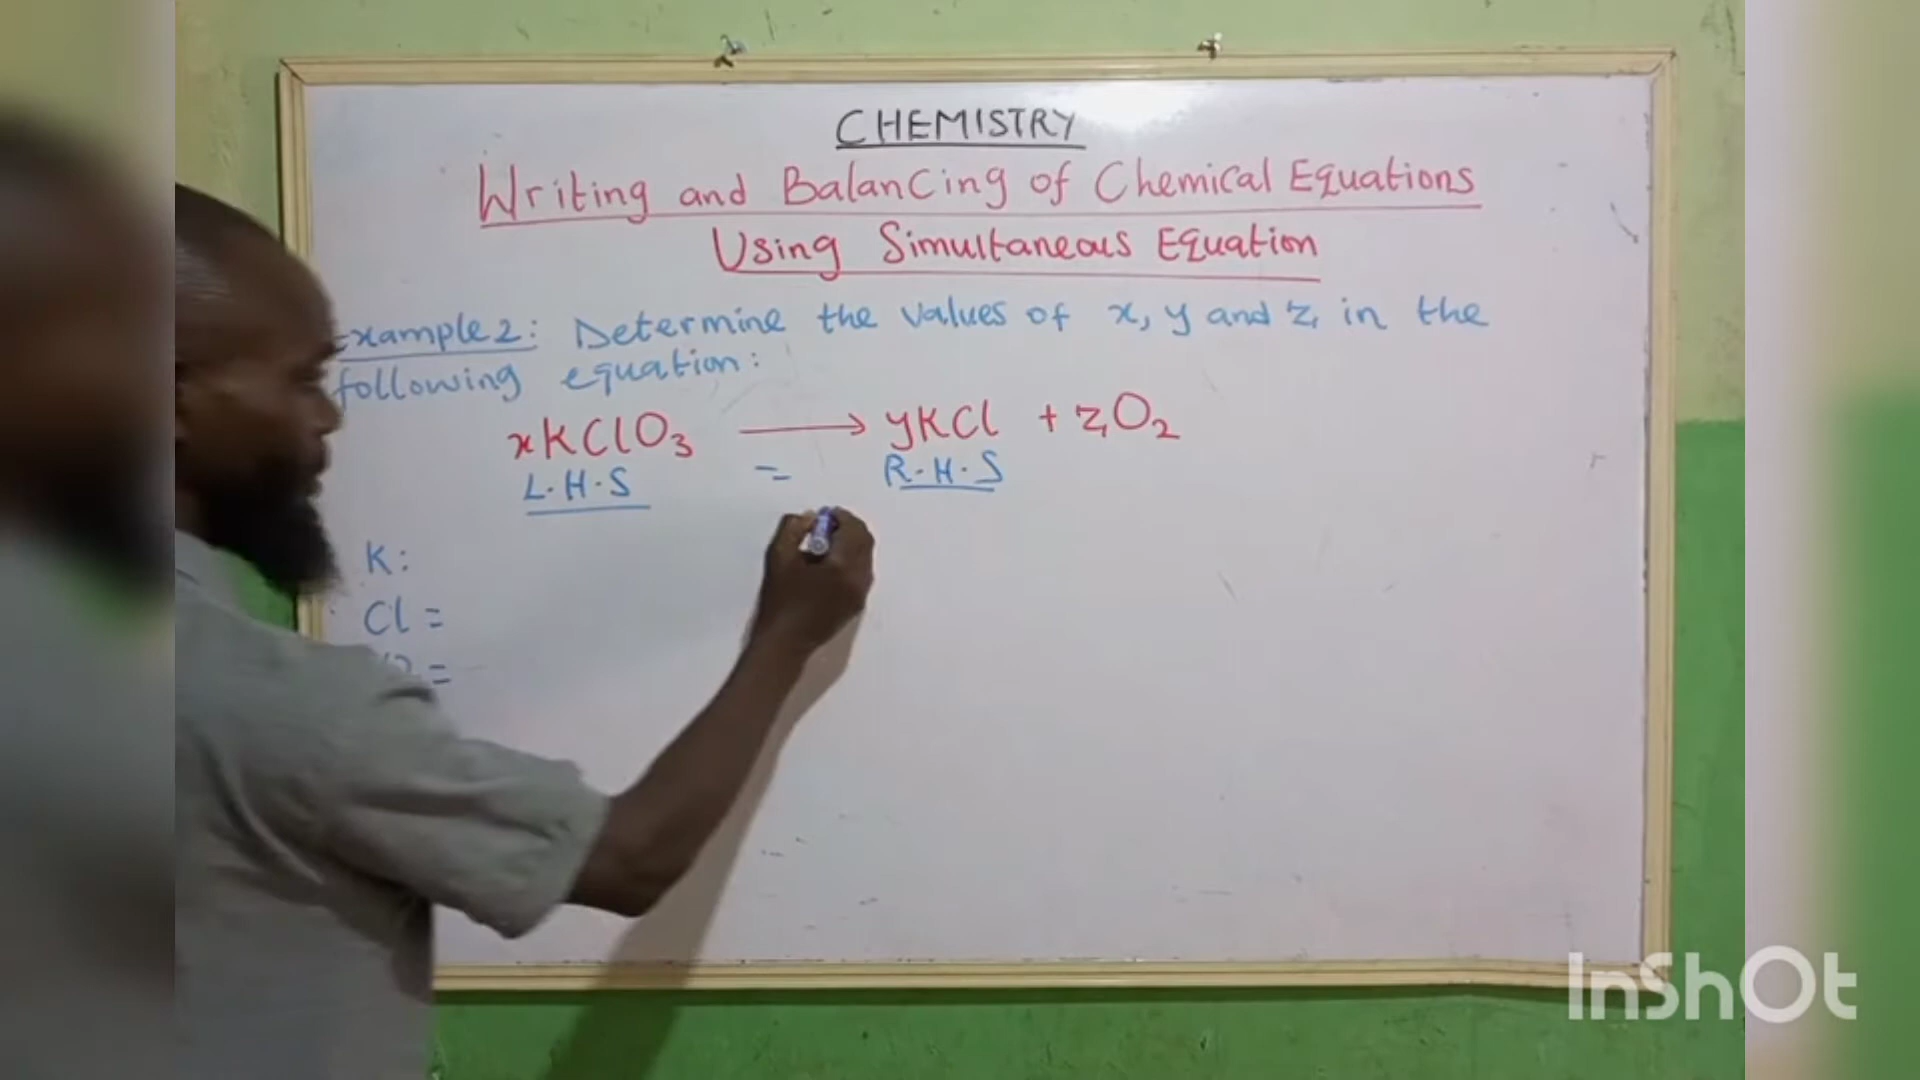 CHEMISTRY
Writing and Balancing of Chemical Equations
Using Simultaneous Equation
Example 2: Determine the values of x, y and z in the
following equation:
xKClO₃ ⟶ yKCl + zO₂
L.H.S = R.H.S
K:
Cl =
O =
InShOt